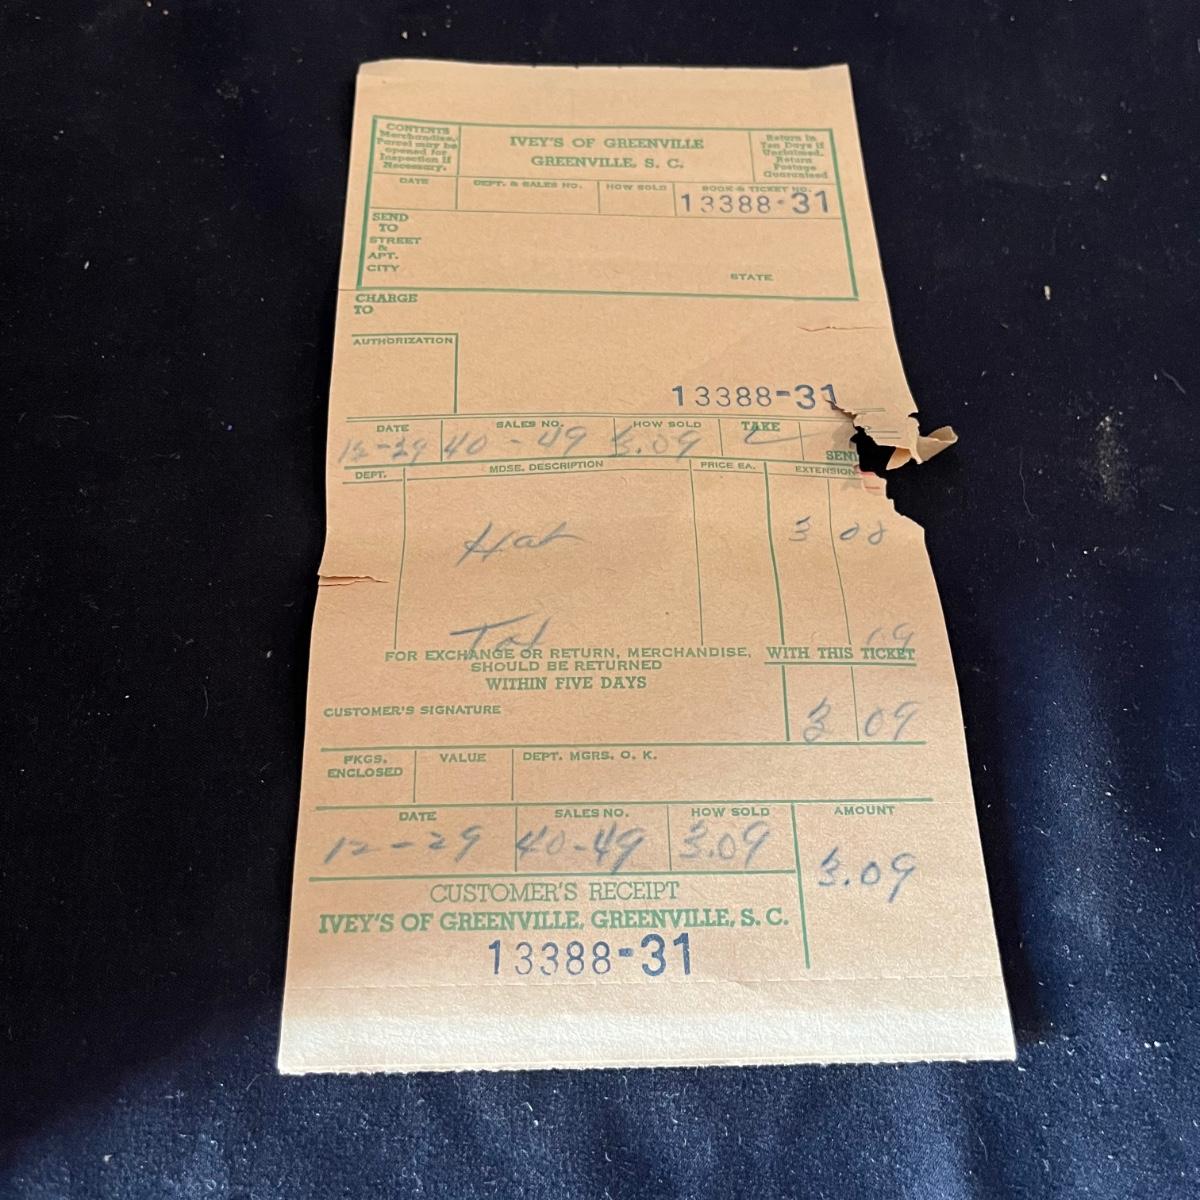 CONTENTS
Merchandise,
Parcel may be
opened for
Inspection if
Necessary.
IVEY'S OF GREENVILLE
GREENVILLE, S. C.
Return in
Ten Days if
Unclaimed.
Return
Postage
Guaranteed
DATE DEPT. & SALES NO. HOW SOLD BOOK & TICKET NO.
13388-31
SEND
TO
STREET
&
APT.
CITY
STATE
CHARGE
TO
AUTHORIZATION
13388-31
DATE SALES NO. HOW SOLD TAKE
12-29 40-49 3.09
SEND
DEPT. MDSE. DESCRIPTION PRICE EA. EXTENSION
Hat 3 00
Tax 09
FOR EXCHANGE OR RETURN, MERCHANDISE, WITH THIS TICKET
SHOULD BE RETURNED
WITHIN FIVE DAYS
CUSTOMER'S SIGNATURE 3 09
PKGS.
ENCLOSED
VALUE DEPT. MGRS. O. K.
DATE SALES NO. HOW SOLD AMOUNT
12-29 40-49 3.09 3.09
CUSTOMER'S RECEIPT
IVEY'S OF GREENVILLE, GREENVILLE, S. C.
13388-31